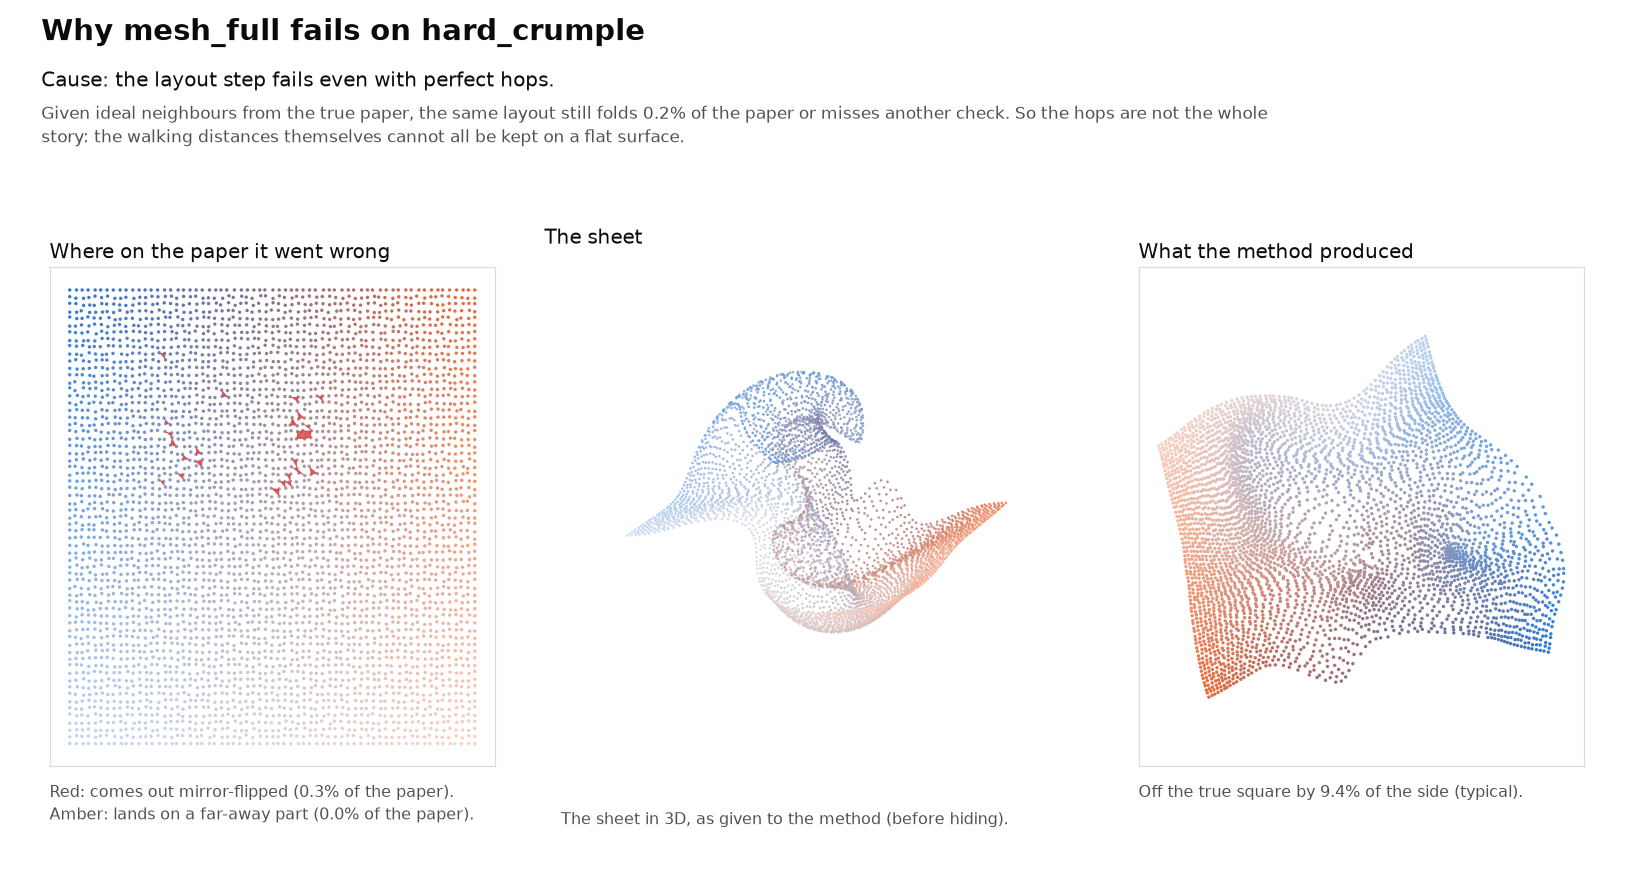 Why mesh_full fails on hard_crumple
Cause: the layout step fails even with perfect hops.
Given ideal neighbours from the true paper, the same layout still folds 0.2% of the paper or misses another check. So the hops are not the whole
story: the walking distances themselves cannot all be kept on a flat surface.
Where on the paper it went wrong
The sheet
What the method produced
Red: comes out mirror-flipped (0.3% of the paper).
Amber: lands on a far-away part (0.0% of the paper).
The sheet in 3D, as given to the method (before hiding).
Off the true square by 9.4% of the side (typical).